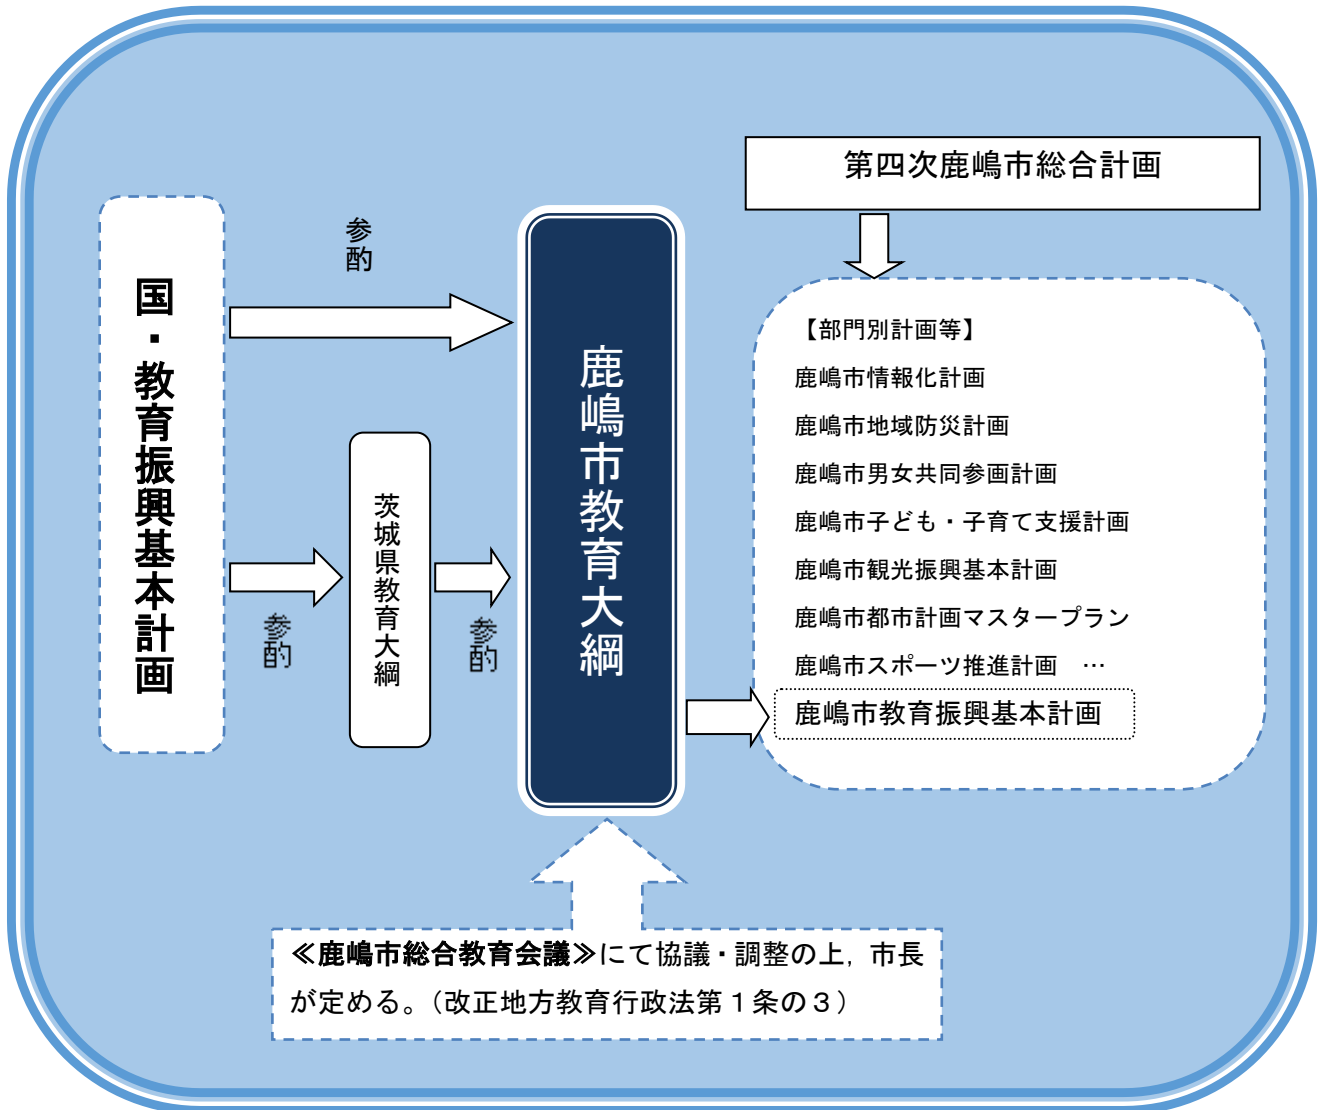 国・教育振興基本計画
参酌
参酌
茨城県教育大綱
参酌
鹿嶋市教育大綱
第四次鹿嶋市総合計画
【部門別計画等】
鹿嶋市情報化計画
鹿嶋市地域防災計画
鹿嶋市男女共同参画計画
鹿嶋市子ども・子育て支援計画
鹿嶋市観光振興基本計画
鹿嶋市都市計画マスタープラン
鹿嶋市スポーツ推進計画　…
鹿嶋市教育振興基本計画
≪鹿嶋市総合教育会議≫にて協議・調整の上，市長
が定める。（改正地方教育行政法第１条の３）